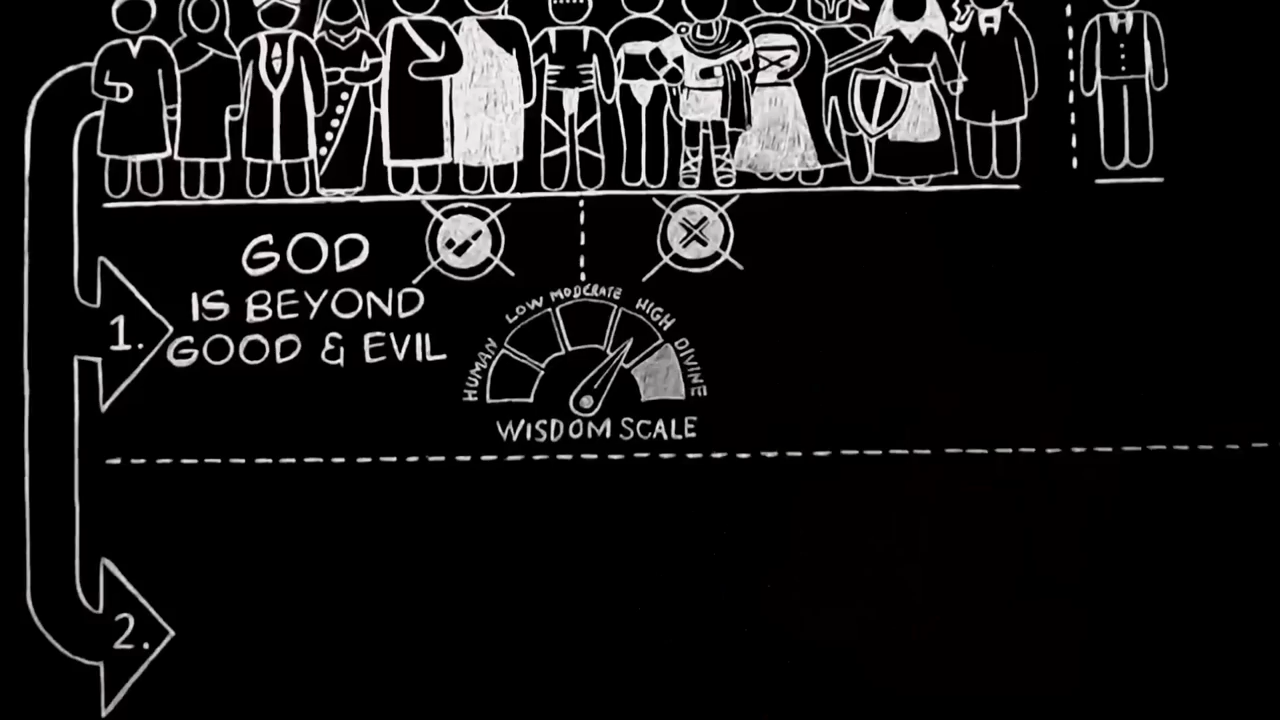 GOD
IS BEYOND
GOOD & EVIL
1.
HUMAN
LOW
MODERATE
HIGH
DIVINE
WISDOM SCALE
2.